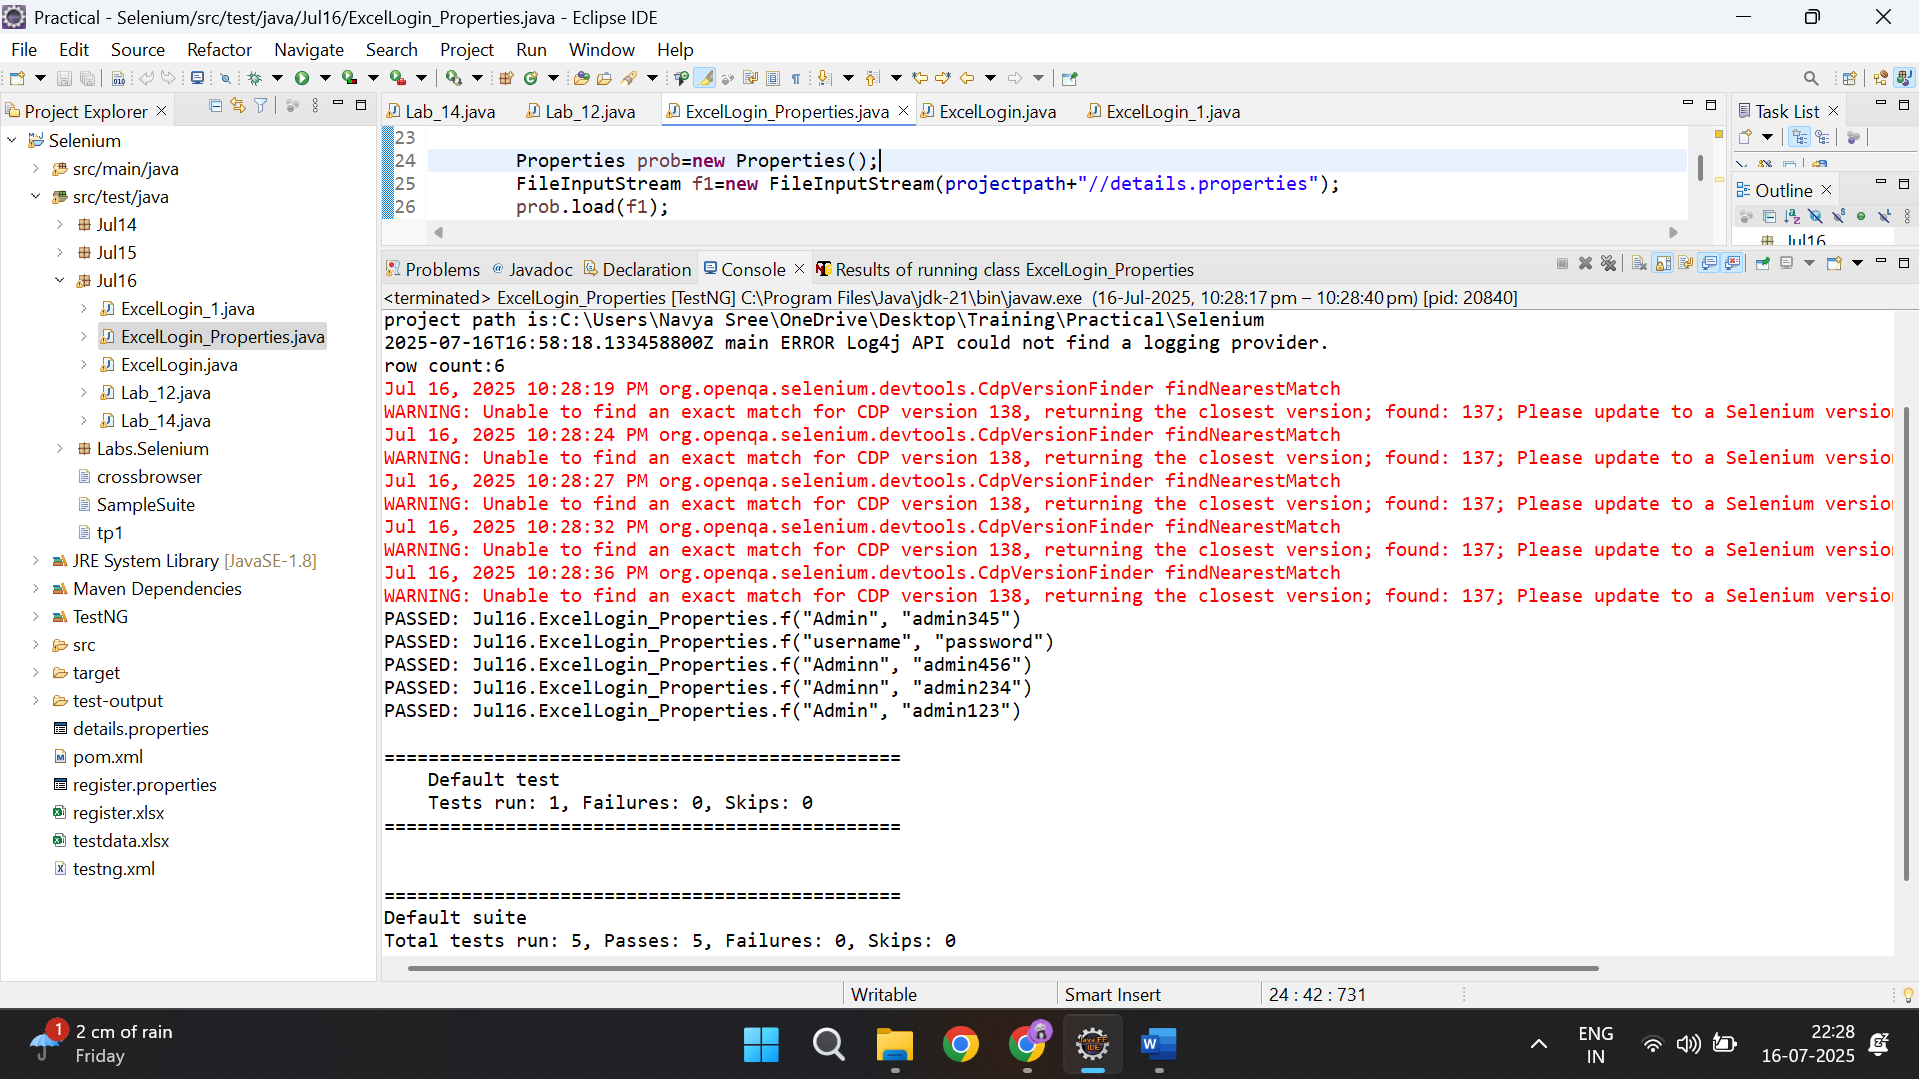 Practical - Selenium/src/test/java/Jul16/ExcelLogin_Properties.java - Eclipse IDE
File Edit Source Refactor Navigate Search Project Run Window Help
Project Explorer
Selenium
src/main/java
src/test/java
Jul14
Jul15
Jul16
ExcelLogin_1.java
ExcelLogin_Properties.java
ExcelLogin.java
Lab_12.java
Lab_14.java
Labs.Selenium
crossbrowser
SampleSuite
tp1
JRE System Library [JavaSE-1.8]
Maven Dependencies
TestNG
src
target
test-output
details.properties
pom.xml
register.properties
register.xlsx
testdata.xlsx
testng.xml
Lab_14.java Lab_12.java ExcelLogin_Properties.java ExcelLogin.java ExcelLogin_1.java
23
24 Properties prob=new Properties();
25 FileInputStream f1=new FileInputStream(projectpath+"//details.properties");
26 prob.load(f1);
Task List
Outline
Jul16
Problems Javadoc Declaration Console Results of running class ExcelLogin_Properties
<terminated> ExcelLogin_Properties [TestNG] C:\Program Files\Java\jdk-21\bin\javaw.exe (16-Jul-2025, 10:28:17 pm – 10:28:40 pm) [pid: 20840]
project path is:C:\Users\Navya Sree\OneDrive\Desktop\Training\Practical\Selenium
2025-07-16T16:58:18.133458800Z main ERROR Log4j API could not find a logging provider.
row count:6
Jul 16, 2025 10:28:19 PM org.openqa.selenium.devtools.CdpVersionFinder findNearestMatch
WARNING: Unable to find an exact match for CDP version 138, returning the closest version; found: 137; Please update to a Selenium versio
Jul 16, 2025 10:28:24 PM org.openqa.selenium.devtools.CdpVersionFinder findNearestMatch
WARNING: Unable to find an exact match for CDP version 138, returning the closest version; found: 137; Please update to a Selenium versio
Jul 16, 2025 10:28:27 PM org.openqa.selenium.devtools.CdpVersionFinder findNearestMatch
WARNING: Unable to find an exact match for CDP version 138, returning the closest version; found: 137; Please update to a Selenium versio
Jul 16, 2025 10:28:32 PM org.openqa.selenium.devtools.CdpVersionFinder findNearestMatch
WARNING: Unable to find an exact match for CDP version 138, returning the closest version; found: 137; Please update to a Selenium versio
Jul 16, 2025 10:28:36 PM org.openqa.selenium.devtools.CdpVersionFinder findNearestMatch
WARNING: Unable to find an exact match for CDP version 138, returning the closest version; found: 137; Please update to a Selenium versio
PASSED: Jul16.ExcelLogin_Properties.f("Admin", "admin345")
PASSED: Jul16.ExcelLogin_Properties.f("username", "password")
PASSED: Jul16.ExcelLogin_Properties.f("Adminn", "admin456")
PASSED: Jul16.ExcelLogin_Properties.f("Adminn", "admin234")
PASSED: Jul16.ExcelLogin_Properties.f("Admin", "admin123")
===============================================
Default test
Tests run: 1, Failures: 0, Skips: 0
===============================================
===============================================
Default suite
Total tests run: 5, Passes: 5, Failures: 0, Skips: 0
Writable Smart Insert 24 : 42 : 731
1
2 cm of rain
Friday
ENG
IN
22:28
16-07-2025